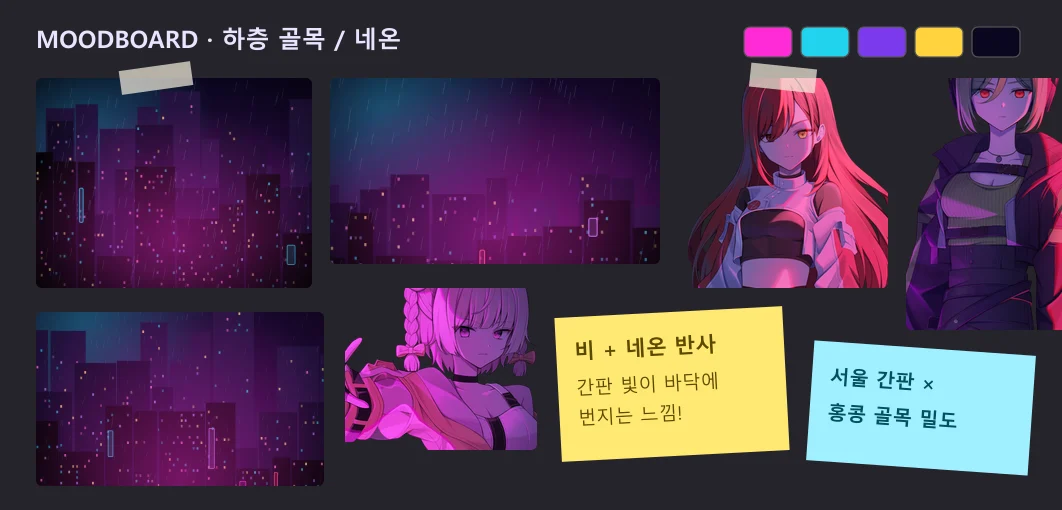 MOODBOARD · 하층 골목 / 네온
비 + 네온 반사
간판 빛이 바닥에
번지는 느낌!
서울 간판 ×
홍콩 골목 밀도